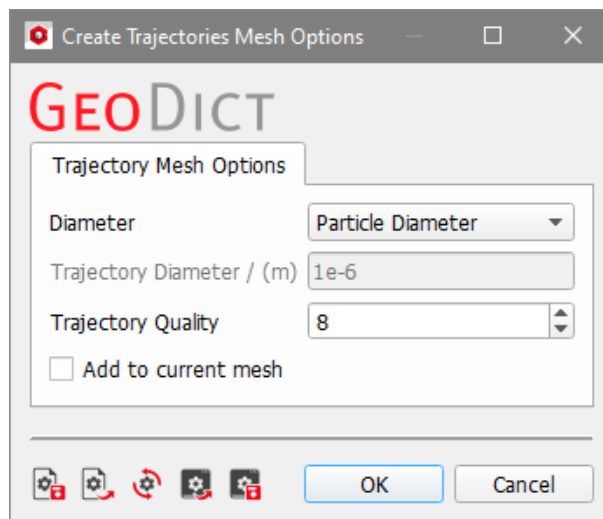 Create Trajectories Mesh Options
GEODICT
Trajectory Mesh Options
Diameter Particle Diameter
Trajectory Diameter / (m) 1e-6
Trajectory Quality 8
Add to current mesh
OK Cancel